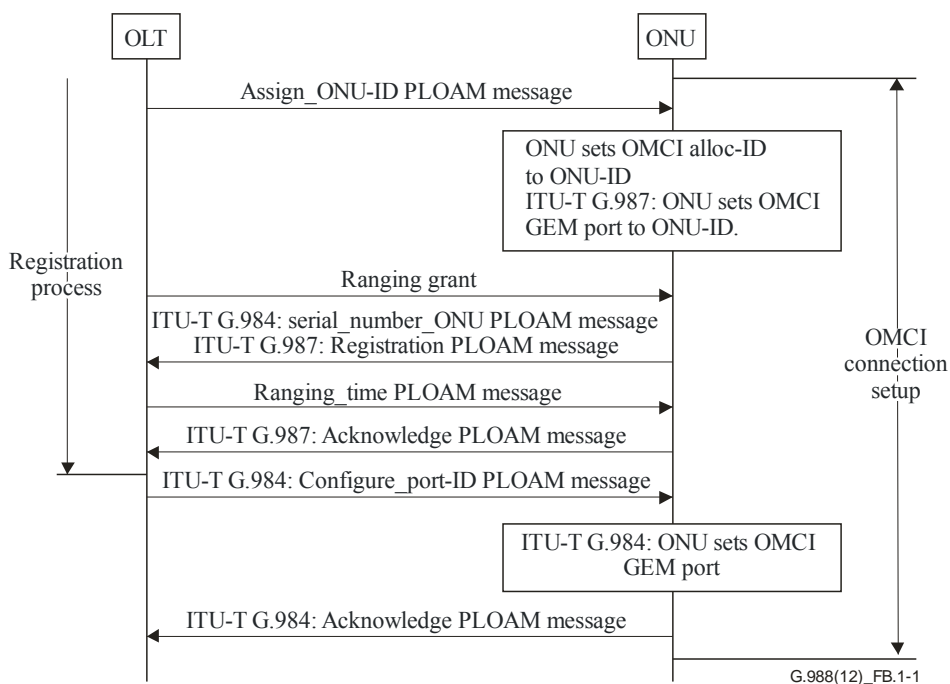 OLT
ONU
Assign_ONU-ID PLOAM message
ONU sets OMCI alloc-ID
to ONU-ID
ITU-T G.987: ONU sets OMCI
GEM port to ONU-ID.
Registration
process
Ranging grant
ITU-T G.984: serial_number_ONU PLOAM message
ITU-T G.987: Registration PLOAM message
OMCI
connection
setup
Ranging_time PLOAM message
ITU-T G.987: Acknowledge PLOAM message
ITU-T G.984: Configure_port-ID PLOAM message
ITU-T G.984: ONU sets OMCI
GEM port
ITU-T G.984: Acknowledge PLOAM message
G.988(12)_FB.1-1